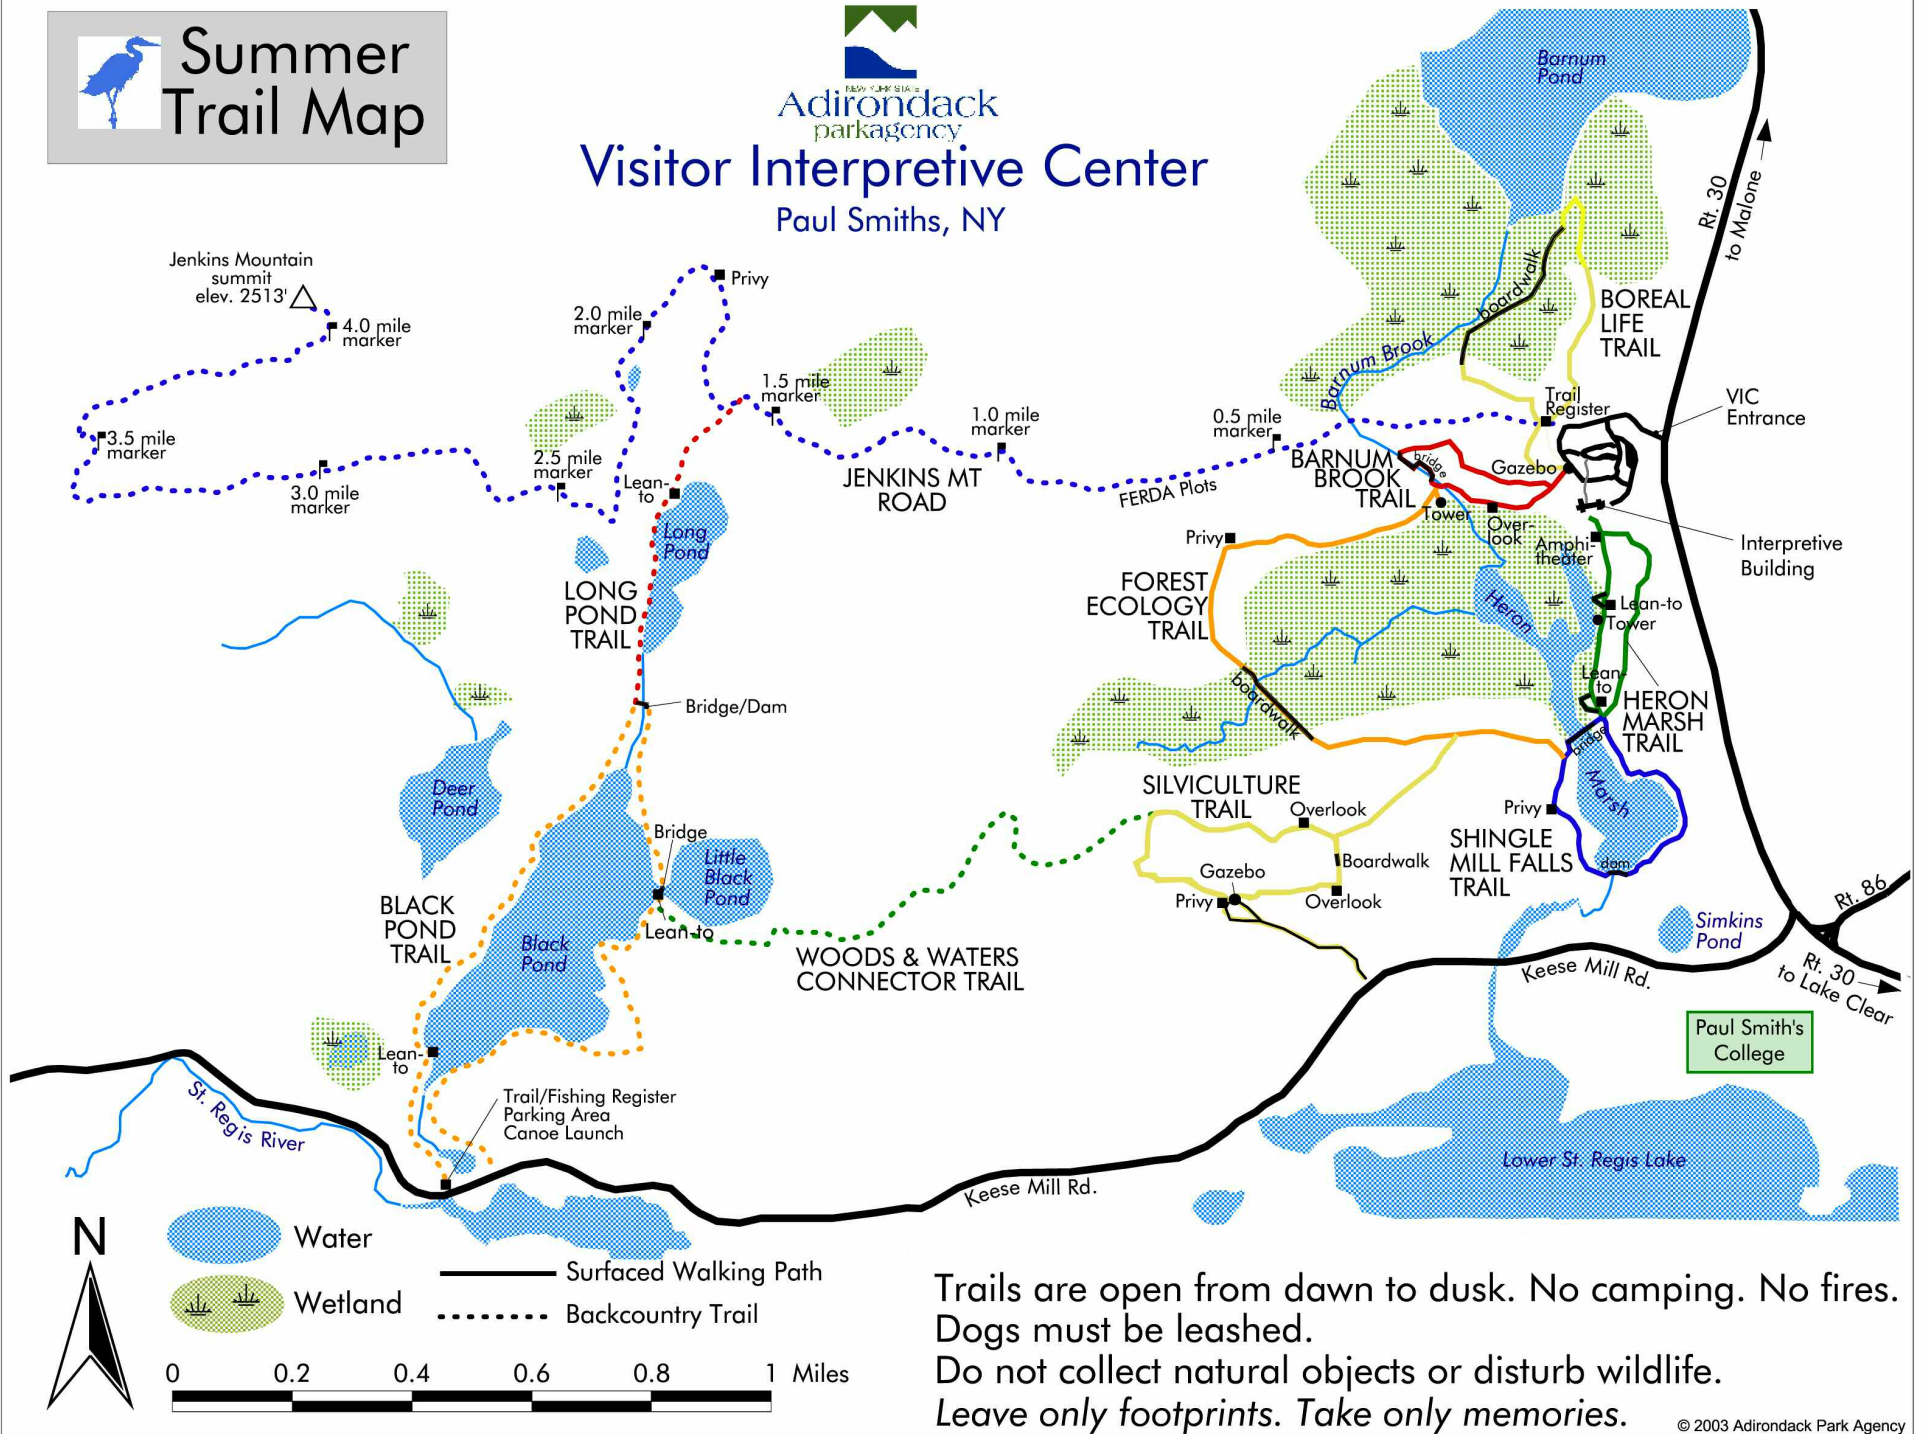 Summer
Trail Map
NEW YORK STATE
Adirondack
parkagency
Visitor Interpretive Center
Paul Smiths, NY
Barnum
Pond
Rt. 30
to Malone
Jenkins Mountain
summit
elev. 2513'
4.0 mile
marker
2.0 mile
marker
Privy
1.5 mile
marker
1.0 mile
marker
0.5 mile
marker
3.5 mile
marker
3.0 mile
marker
2.5 mile
marker
Lean-
to
JENKINS MT
ROAD
FERDA Plots
boardwalk
Barnum Brook
BOREAL
LIFE
TRAIL
Trail
Register
VIC
Entrance
BARNUM
BROOK
TRAIL
bridge
Gazebo
Tower
Over-
look
Amphi-
theater
Interpretive
Building
Privy
FOREST
ECOLOGY
TRAIL
Heron
Lean-to
Tower
Lean-
to
HERON
MARSH
TRAIL
boardwalk
bridge
Marsh
Long
Pond
LONG
POND
TRAIL
Bridge/Dam
Deer
Pond
Bridge
Little
Black
Pond
Lean-to
BLACK
POND
TRAIL
Black
Pond
WOODS & WATERS
CONNECTOR TRAIL
SILVICULTURE
TRAIL
Overlook
Boardwalk
Gazebo
Privy
Overlook
Privy
SHINGLE
MILL FALLS
TRAIL
dam
Simkins
Pond
Rt. 86
Rt. 30
to Lake Clear
Keese Mill Rd.
Paul Smith's
College
Lean-
to
Trail/Fishing Register
Parking Area
Canoe Launch
St. Regis River
Keese Mill Rd.
Lower St. Regis Lake
N
Water
Wetland
Surfaced Walking Path
Backcountry Trail
0 0.2 0.4 0.6 0.8 1 Miles
Trails are open from dawn to dusk. No camping. No fires.
Dogs must be leashed.
Do not collect natural objects or disturb wildlife.
Leave only footprints. Take only memories.
© 2003 Adirondack Park Agency